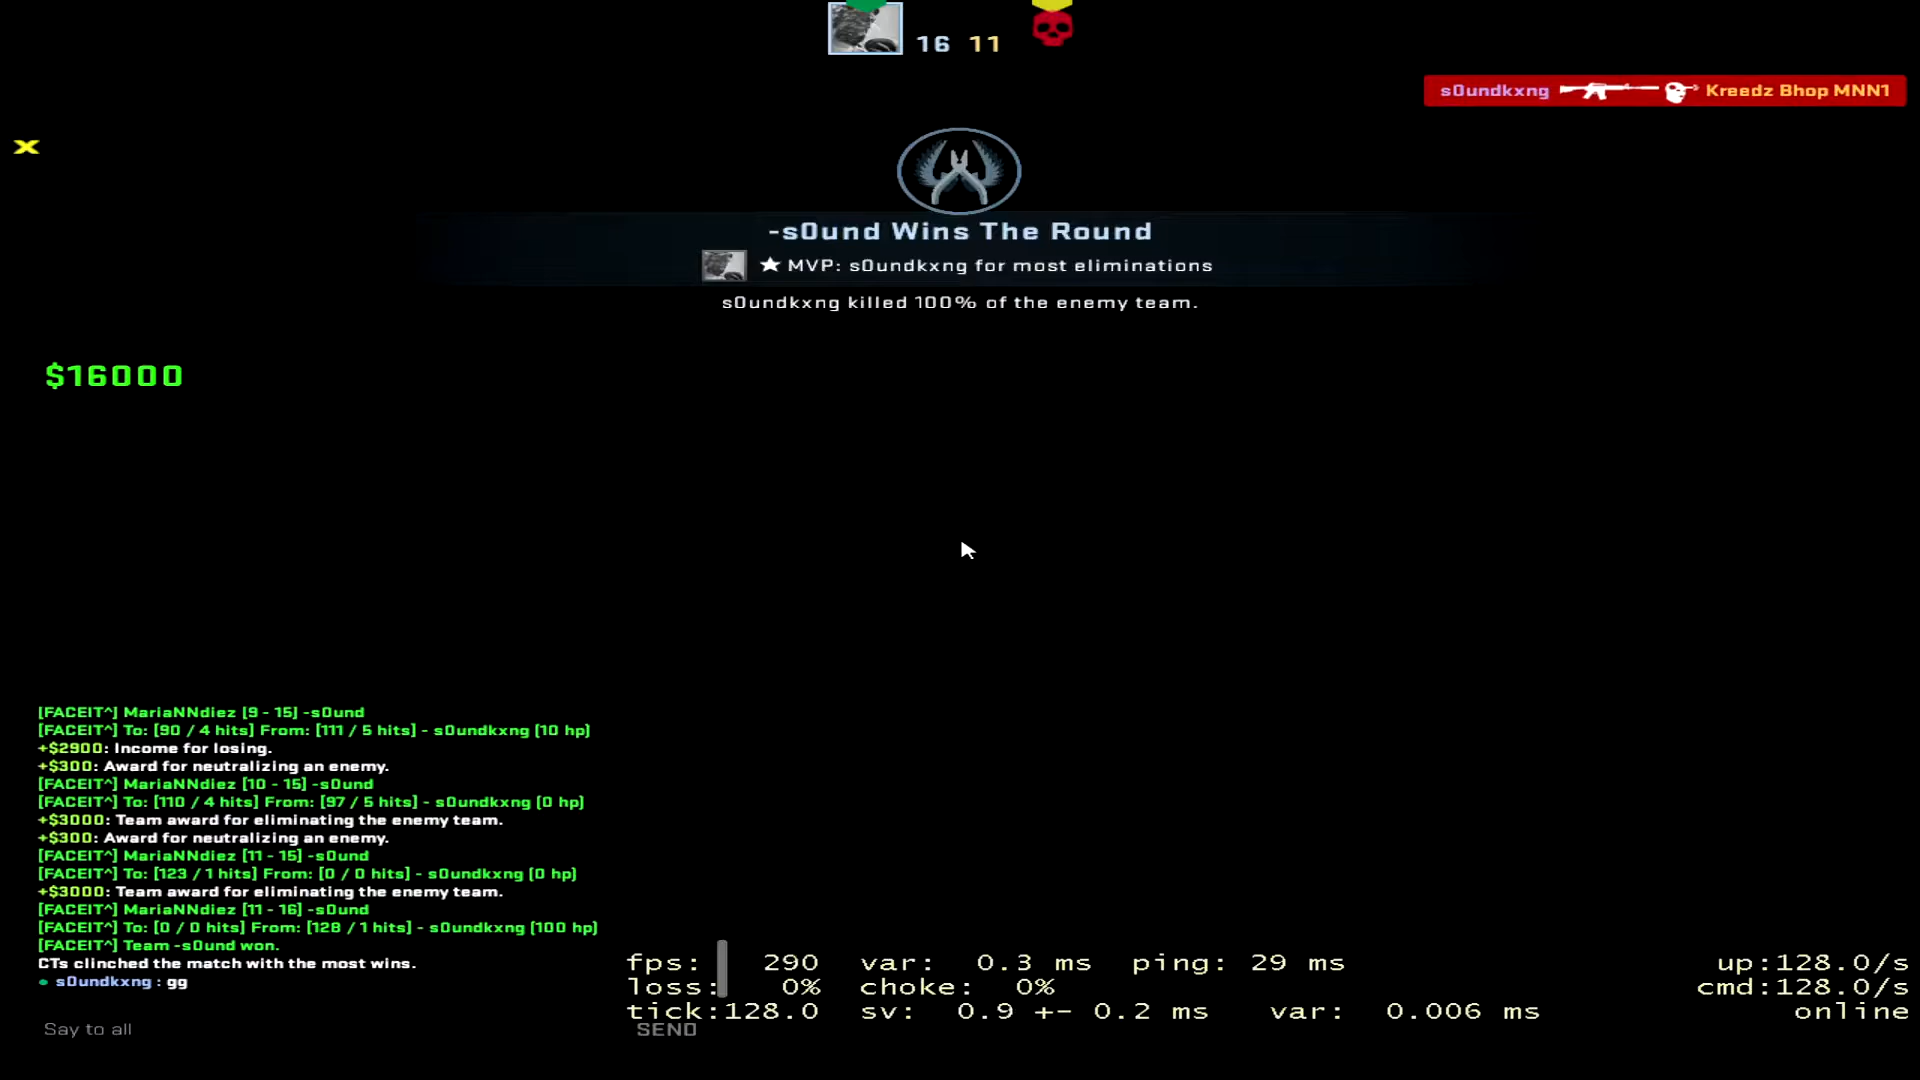 16 11
s0undkxng Kreedz Bhop MNN1
X
-s0und Wins The Round
★ MVP: s0undkxng for most eliminations
s0undkxng killed 100% of the enemy team.
$16000
[FACEIT^] MariaNNdiez [9 - 15] -s0und
[FACEIT^] To: [90 / 4 hits] From: [111 / 5 hits] - s0undkxng (10 hp)
+$2900: Income for losing.
+$300: Award for neutralizing an enemy.
[FACEIT^] MariaNNdiez [10 - 15] -s0und
[FACEIT^] To: [110 / 4 hits] From: [97 / 5 hits] - s0undkxng (0 hp)
+$3000: Team award for eliminating the enemy team.
+$300: Award for neutralizing an enemy.
[FACEIT^] MariaNNdiez [11 - 15] -s0und
[FACEIT^] To: [123 / 1 hits] From: [0 / 0 hits] - s0undkxng (0 hp)
+$3000: Team award for eliminating the enemy team.
[FACEIT^] MariaNNdiez [11 - 16] -s0und
[FACEIT^] To: [0 / 0 hits] From: [128 / 1 hits] - s0undkxng (100 hp)
[FACEIT^] Team -s0und won.
CTs clinched the match with the most wins.
s0undkxng : gg
Say to all
SEND
fps: 290 var: 0.3 ms ping: 29 ms
loss: 0% choke: 0%
tick:128.0 sv: 0.9 +- 0.2 ms var: 0.006 ms
up:128.0/s
cmd:128.0/s
online